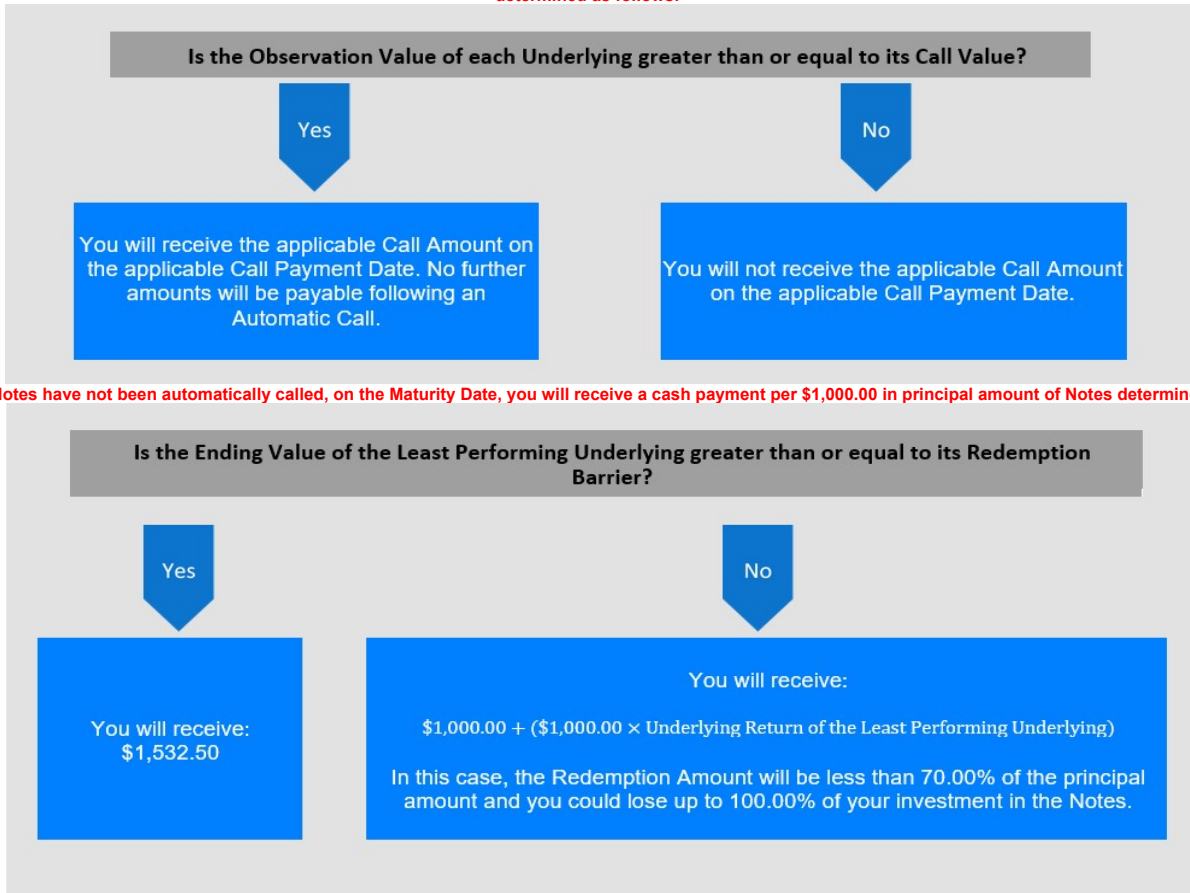 Is the Observation Value of each Underlying greater than or equal to its Call Value?
Yes
No
You will receive the applicable Call Amount on
the applicable Call Payment Date. No further
amounts will be payable following an
Automatic Call.
You will not receive the applicable Call Amount
on the applicable Call Payment Date.
otes have not been automatically called, on the Maturity Date, you will receive a cash payment per $1,000.00 in principal amount of Notes determin
Is the Ending Value of the Least Performing Underlying greater than or equal to its Redemption
Barrier?
Yes
No
You will receive:
$1,532.50
You will receive:
$1,000.00 + ($1,000.00 × Underlying Return of the Least Performing Underlying)
In this case, the Redemption Amount will be less than 70.00% of the principal
amount and you could lose up to 100.00% of your investment in the Notes.